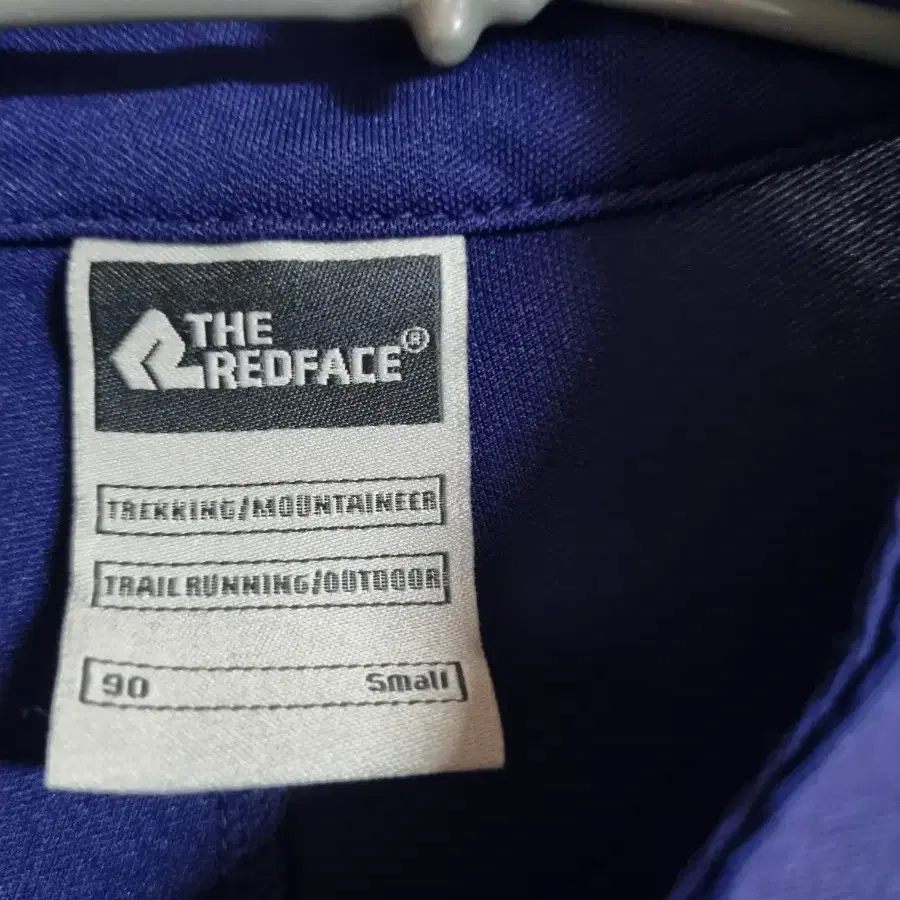 THE
REDFACE®
TREKKING/MOUNTAINEER
TRAIL RUNNING/OUTDOOR
90 Small